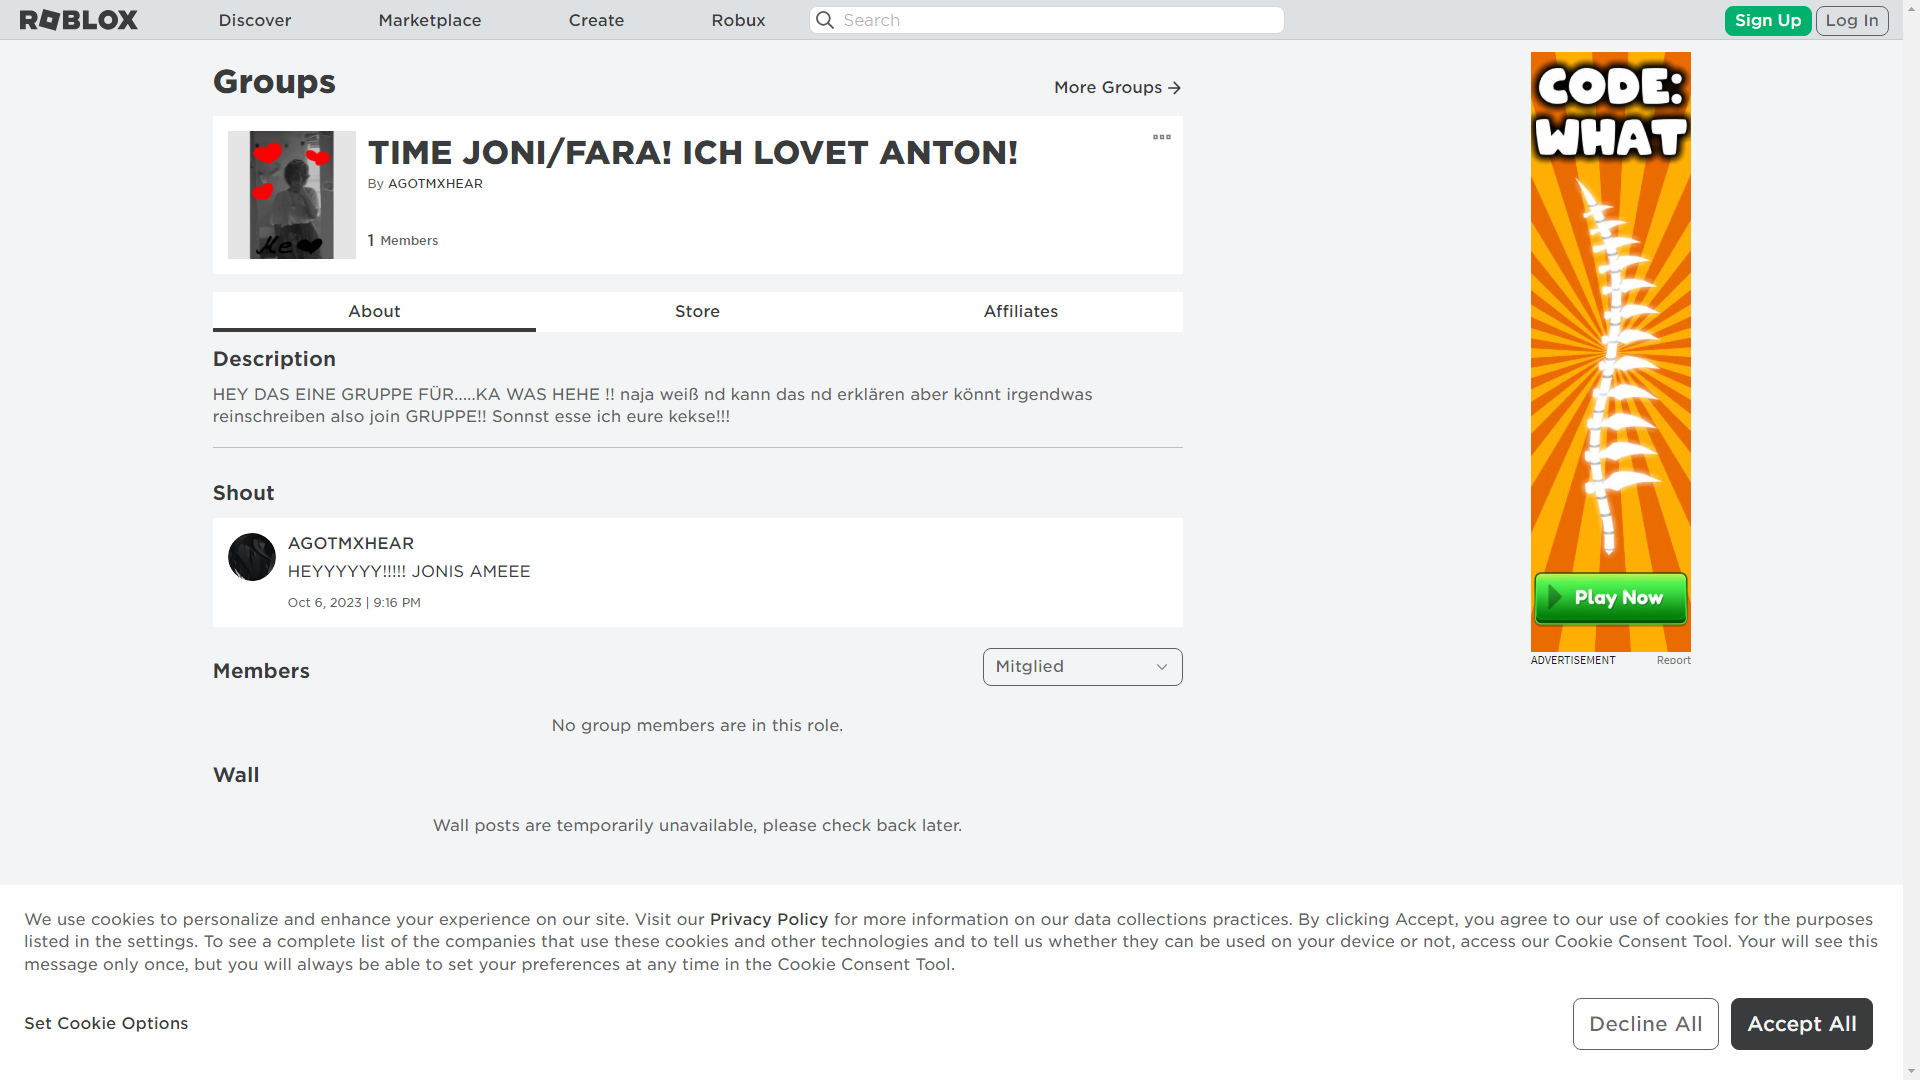 ROBLOX
Discover
Marketplace
Create
Robux
Search
Sign Up
Log In
Groups
More Groups
TIME JONI/FARA! ICH LOVET ANTON!
By AGOTMXHEAR
1 Members
Me
About
Store
Affiliates
Description
HEY DAS EINE GRUPPE FÜR.....KA WAS HEHE !! naja weiß nd kann das nd erklären aber könnt irgendwas
reinschreiben also join GRUPPE!! Sonnst esse ich eure kekse!!!
Shout
AGOTMXHEAR
HEYYYYYY!!!!! JONIS AMEEE
Oct 6, 2023 | 9:16 PM
Members
Mitglied
No group members are in this role.
Wall
Wall posts are temporarily unavailable, please check back later.
CODE:
WHAT
Play Now
ADVERTISEMENT
Report
We use cookies to personalize and enhance your experience on our site. Visit our Privacy Policy for more information on our data collections practices. By clicking Accept, you agree to our use of cookies for the purposes
listed in the settings. To see a complete list of the companies that use these cookies and other technologies and to tell us whether they can be used on your device or not, access our Cookie Consent Tool. Your will see this
message only once, but you will always be able to set your preferences at any time in the Cookie Consent Tool.
Set Cookie Options
Decline All
Accept All